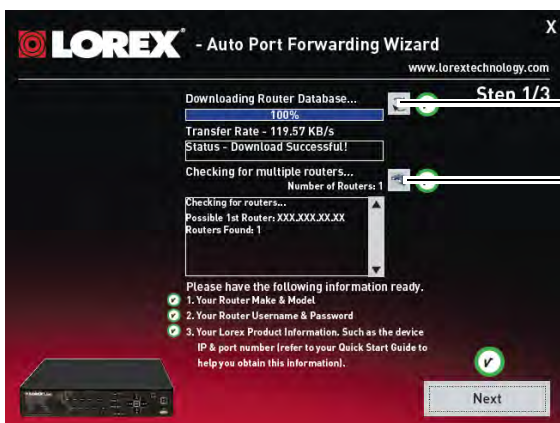 X
LOREX - Auto Port Forwarding Wizard
www.lorextechnology.com
Step 1/3
Downloading Router Database...
100%
Transfer Rate - 119.57 KB/s
Status - Download Successful!
Checking for multiple routers...
Number of Routers: 1
Checking for routers...
Possible 1st Router: XXX.XXX.XX.XX
Routers Found: 1
Please have the following information ready.
1. Your Router Make & Model
2. Your Router Username & Password
3. Your Lorex Product Information. Such as the device
IP & port number (refer to your Quick Start Guide to
help you obtain this information).
Next